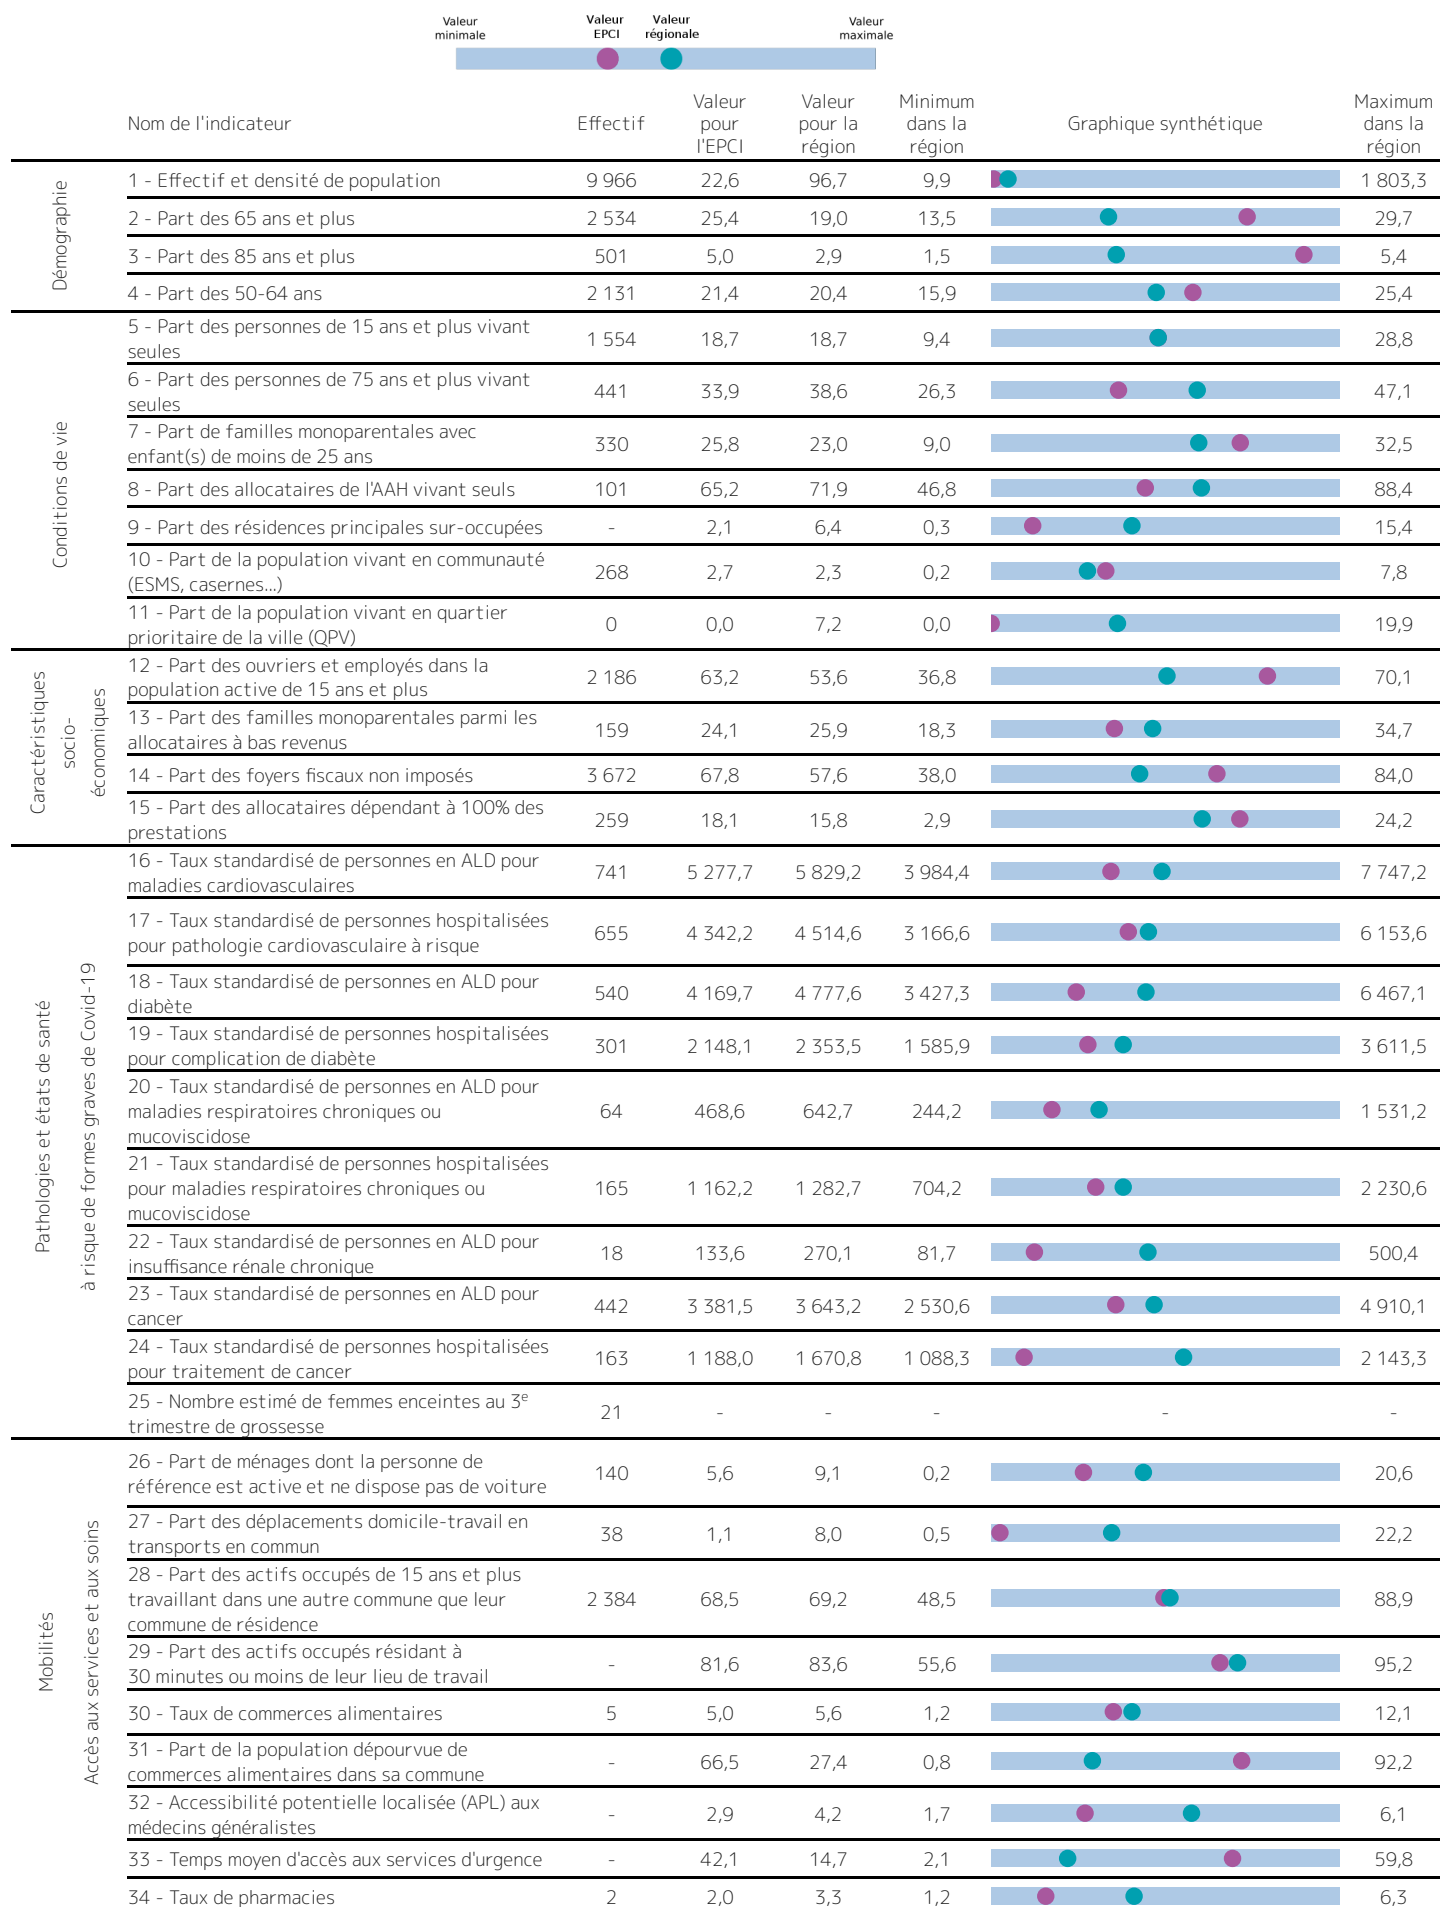 Valeur minimale
Valeur EPCI
Valeur régionale
Valeur maximale
Nom de l'indicateur
Effectif
Valeur pour l'EPCI
Valeur pour la région
Minimum dans la région
Graphique synthétique
Maximum dans la région
Démographie
1 - Effectif et densité de population 9 966 22,6 96,7 9,9 1 803,3
2 - Part des 65 ans et plus 2 534 25,4 19,0 13,5 29,7
3 - Part des 85 ans et plus 501 5,0 2,9 1,5 5,4
4 - Part des 50-64 ans 2 131 21,4 20,4 15,9 25,4
Conditions de vie
5 - Part des personnes de 15 ans et plus vivant
seules 1 554 18,7 18,7 9,4 28,8
6 - Part des personnes de 75 ans et plus vivant
seules 441 33,9 38,6 26,3 47,1
7 - Part de familles monoparentales avec
enfant(s) de moins de 25 ans 330 25,8 23,0 9,0 32,5
8 - Part des allocataires de l'AAH vivant seuls 101 65,2 71,9 46,8 88,4
9 - Part des résidences principales sur-occupées - 2,1 6,4 0,3 15,4
10 - Part de la population vivant en communauté
(ESMS, casernes...) 268 2,7 2,3 0,2 7,8
11 - Part de la population vivant en quartier
prioritaire de la ville (QPV) 0 0,0 7,2 0,0 19,9
Caractéristiques
socio-
économiques
12 - Part des ouvriers et employés dans la
population active de 15 ans et plus 2 186 63,2 53,6 36,8 70,1
13 - Part des familles monoparentales parmi les
allocataires à bas revenus 159 24,1 25,9 18,3 34,7
14 - Part des foyers fiscaux non imposés 3 672 67,8 57,6 38,0 84,0
15 - Part des allocataires dépendant à 100% des
prestations 259 18,1 15,8 2,9 24,2
Pathologies et états de santé
à risque de formes graves de Covid-19
16 - Taux standardisé de personnes en ALD pour
maladies cardiovasculaires 741 5 277,7 5 829,2 3 984,4 7 747,2
17 - Taux standardisé de personnes hospitalisées
pour pathologie cardiovasculaire à risque 655 4 342,2 4 514,6 3 166,6 6 153,6
18 - Taux standardisé de personnes en ALD pour
diabète 540 4 169,7 4 777,6 3 427,3 6 467,1
19 - Taux standardisé de personnes hospitalisées
pour complication de diabète 301 2 148,1 2 353,5 1 585,9 3 611,5
20 - Taux standardisé de personnes en ALD pour
maladies respiratoires chroniques ou 64 468,6 642,7 244,2 1 531,2
mucoviscidose
21 - Taux standardisé de personnes hospitalisées
pour maladies respiratoires chroniques ou 165 1 162,2 1 282,7 704,2 2 230,6
mucoviscidose
22 - Taux standardisé de personnes en ALD pour
insuffisance rénale chronique 18 133,6 270,1 81,7 500,4
23 - Taux standardisé de personnes en ALD pour
cancer 442 3 381,5 3 643,2 2 530,6 4 910,1
24 - Taux standardisé de personnes hospitalisées
pour traitement de cancer 163 1 188,0 1 670,8 1 088,3 2 143,3
25 - Nombre estimé de femmes enceintes au 3e
trimestre de grossesse 21 - - - - -
Mobilités
Accès aux services et aux soins
26 - Part de ménages dont la personne de
référence est active et ne dispose pas de voiture 140 5,6 9,1 0,2 20,6
27 - Part des déplacements domicile-travail en
transports en commun 38 1,1 8,0 0,5 22,2
28 - Part des actifs occupés de 15 ans et plus
travaillant dans une autre commune que leur 2 384 68,5 69,2 48,5 88,9
commune de résidence
29 - Part des actifs occupés résidant à
30 minutes ou moins de leur lieu de travail - 81,6 83,6 55,6 95,2
30 - Taux de commerces alimentaires 5 5,0 5,6 1,2 12,1
31 - Part de la population dépourvue de
commerces alimentaires dans sa commune - 66,5 27,4 0,8 92,2
32 - Accessibilité potentielle localisée (APL) aux
médecins généralistes - 2,9 4,2 1,7 6,1
33 - Temps moyen d'accès aux services d'urgence - 42,1 14,7 2,1 59,8
34 - Taux de pharmacies 2 2,0 3,3 1,2 6,3